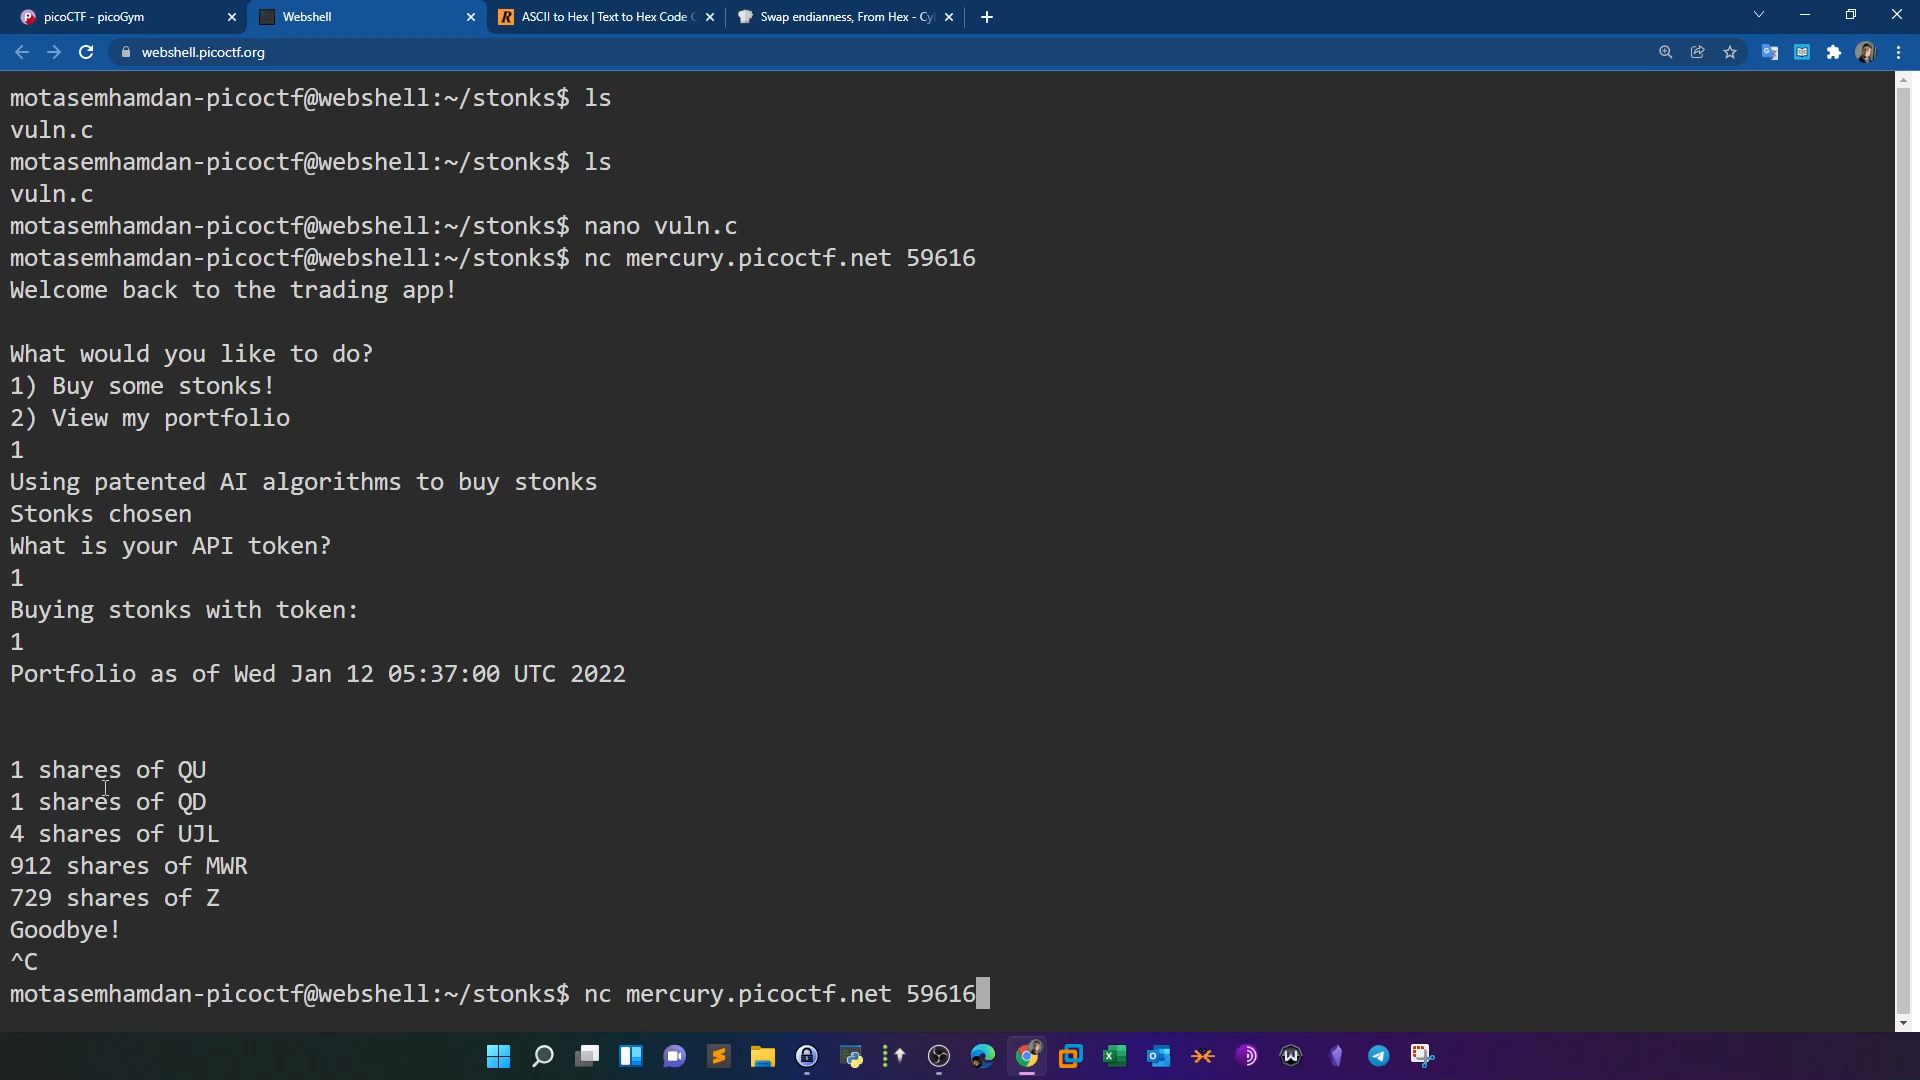 picoCTF - picoGym
Webshell
ASCII to Hex | Text to Hex Code C
Swap endianness, From Hex - Cy
webshell.picoctf.org
motasemhamdan-picoctf@webshell:~/stonks$ ls
vuln.c
motasemhamdan-picoctf@webshell:~/stonks$ ls
vuln.c
motasemhamdan-picoctf@webshell:~/stonks$ nano vuln.c
motasemhamdan-picoctf@webshell:~/stonks$ nc mercury.picoctf.net 59616
Welcome back to the trading app!
What would you like to do?
1) Buy some stonks!
2) View my portfolio
1
Using patented AI algorithms to buy stonks
Stonks chosen
What is your API token?
1
Buying stonks with token:
1
Portfolio as of Wed Jan 12 05:37:00 UTC 2022
1 shares of QU
1 shares of QD
4 shares of UJL
912 shares of MWR
729 shares of Z
Goodbye!
^C
motasemhamdan-picoctf@webshell:~/stonks$ nc mercury.picoctf.net 59616